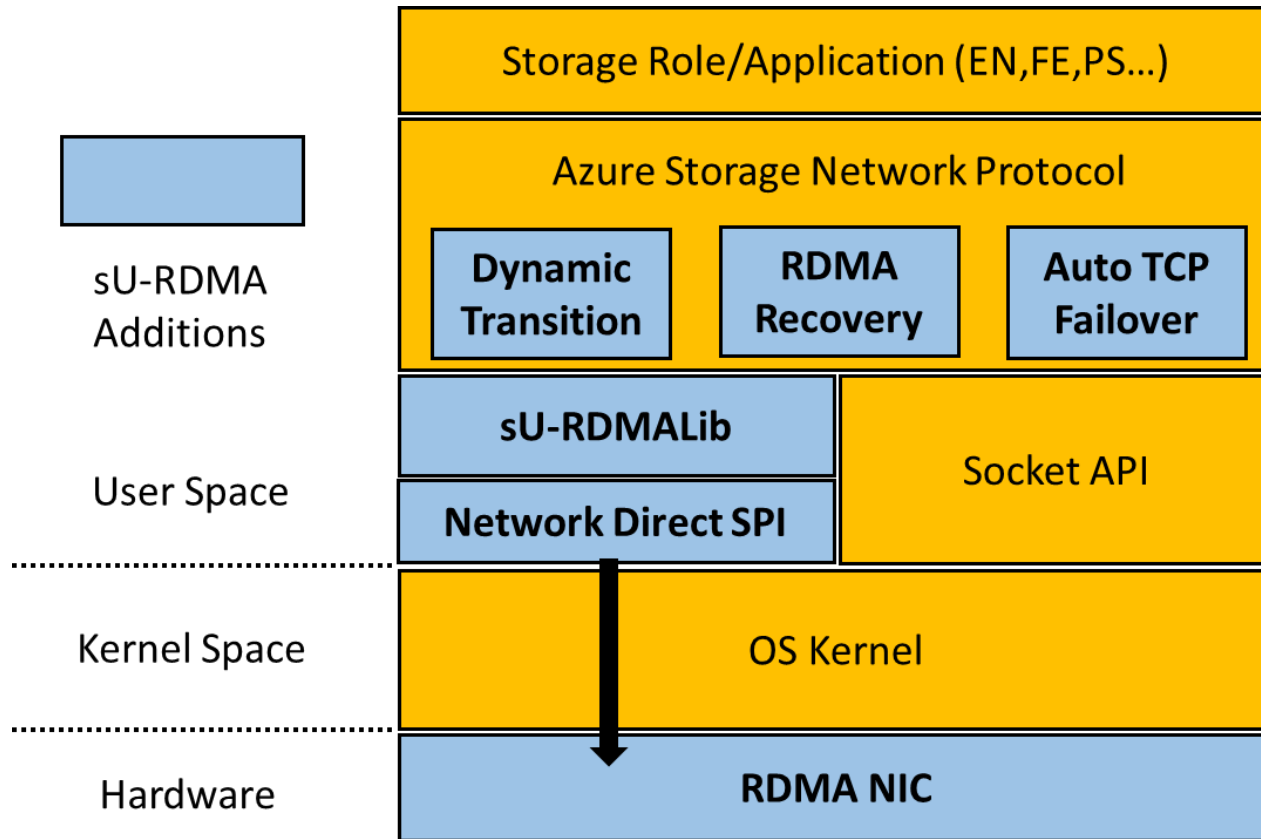 Storage Role/Application (EN,FE,PS...)
Azure Storage Network Protocol
Dynamic
Transition
RDMA
Recovery
Auto TCP
Failover
sU-RDMA
Additions
sU-RDMALib
Socket API
User Space
Network Direct SPI
Kernel Space
OS Kernel
Hardware
RDMA NIC